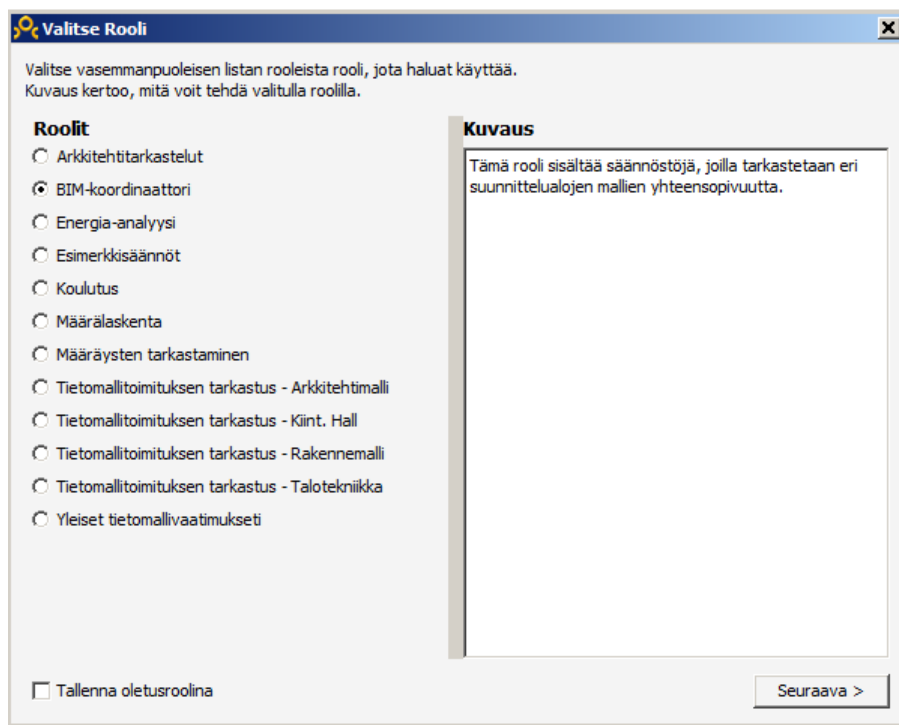 Valitse Rooli
Valitse vasemmanpuoleisen listan rooleista rooli, jota haluat käyttää.
Kuvaus kertoo, mitä voit tehdä valitulla roolilla.
Roolit
Arkkitehtitarkastelut
BIM-koordinaattori
Energia-analyysi
Esimerkkisäännöt
Koulutus
Määrälaskenta
Määräysten tarkastaminen
Tietomallitoimituksen tarkastus - Arkkitehtimalli
Tietomallitoimituksen tarkastus - Kiint. Hall
Tietomallitoimituksen tarkastus - Rakennemalli
Tietomallitoimituksen tarkastus - Talotekniikka
Yleiset tietomallivaatimukseti
Kuvaus
Tämä rooli sisältää säännöstöjä, joilla tarkastetaan eri
suunnittelualojen mallien yhteensopivuutta.
Tallenna oletusroolina
Seuraava >